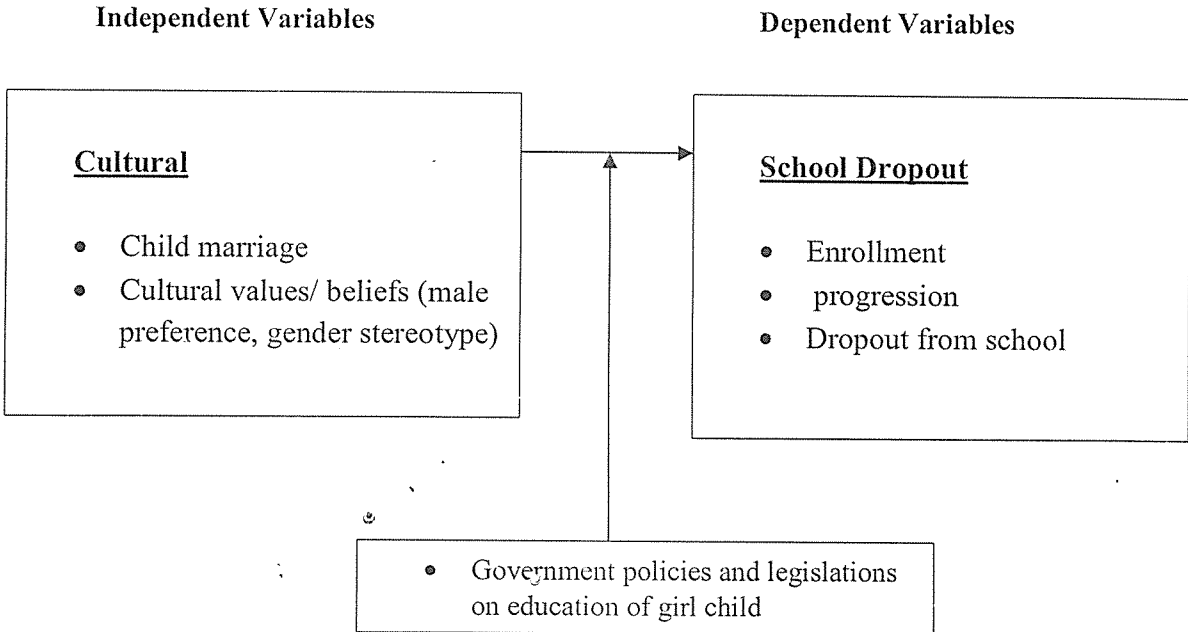 Independent Variables
Dependent Variables
Cultural
• Child marriage
• Cultural values/ beliefs (male
preference, gender stereotype)
School Dropout
• Enrollment
• progression
• Dropout from school
• Government policies and legislations
on education of girl child